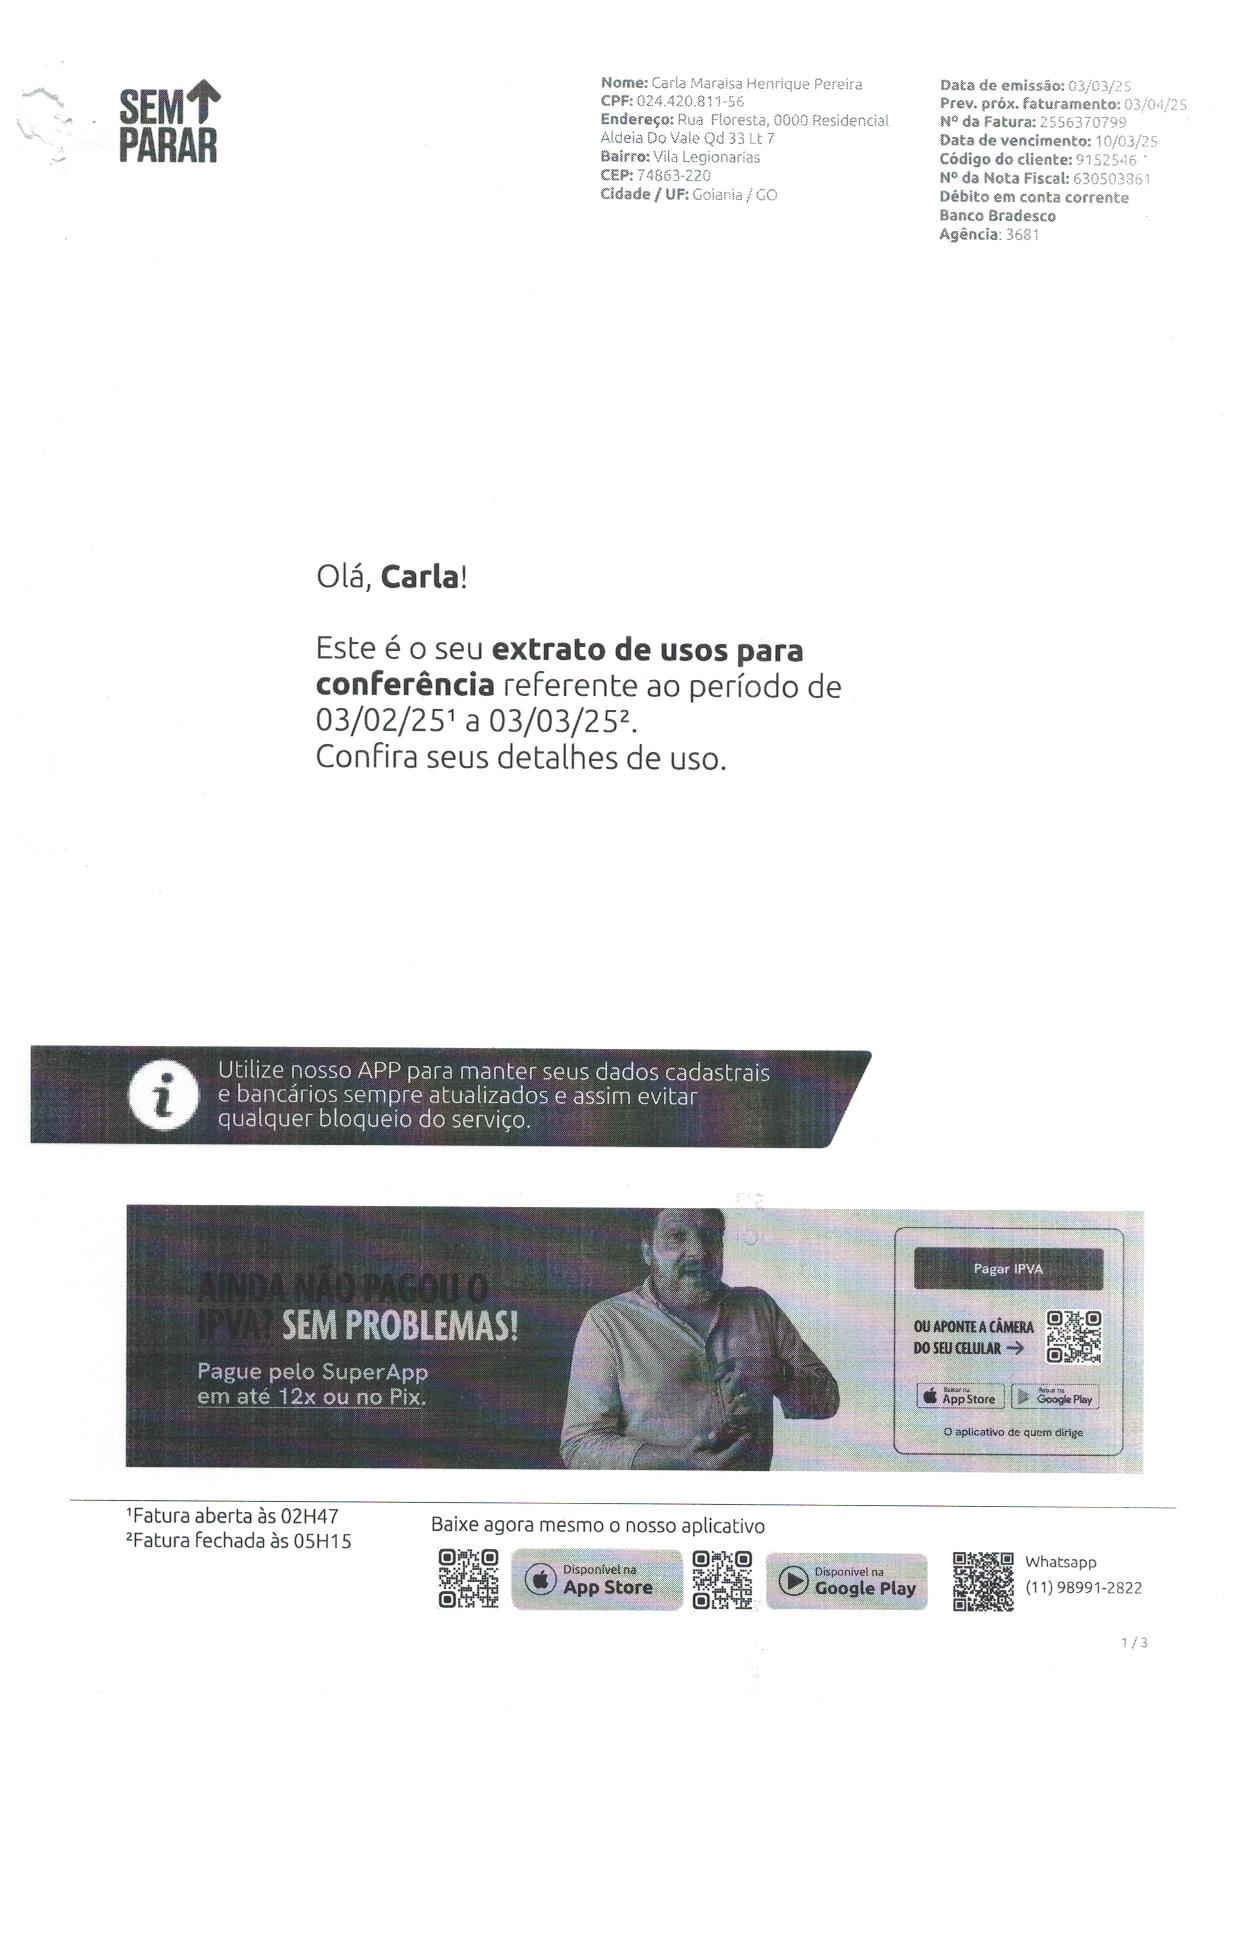 SEM
PARAR
Nome: Carla Maraisa Henrique Pereira
CPF: 024.420.811-56
Endereço: Rua Floresta, 0000 Residencial
Aldeia Do Vale Qd 33 Lt 7
Bairro: Vila Legionarias
CEP: 74863-220
Cidade / UF: Goiania / GO
Data de emissão: 03/03/25
Prev. próx. faturamento: 03/04/25
Nº da Fatura: 2556370799
Data de vencimento: 10/03/25
Código do cliente: 9152546
Nº da Nota Fiscal: 630503861
Débito em conta corrente
Banco Bradesco
Agência: 3681
Olá, Carla!
Este é o seu extrato de usos para
conferência referente ao período de
03/02/25¹ a 03/03/25².
Confira seus detalhes de uso.
i
Utilize nosso APP para manter seus dados cadastrais
e bancários sempre atualizados e assim evitar
qualquer bloqueio do serviço.
AINDA NÃO PAGOU O
IPVA? SEM PROBLEMAS!
Pague pelo SuperApp
em até 12x ou no Pix.
Pagar IPVA
OU APONTE A CÂMERA
DO SEU CELULAR →
Baixar na
App Store
Baixar na
Google Play
O aplicativo de quem dirige
¹Fatura aberta às 02H47
²Fatura fechada às 05H15
Baixe agora mesmo o nosso aplicativo
Disponível na
App Store
Disponível na
Google Play
Whatsapp
(11) 98991-2822
1 / 3